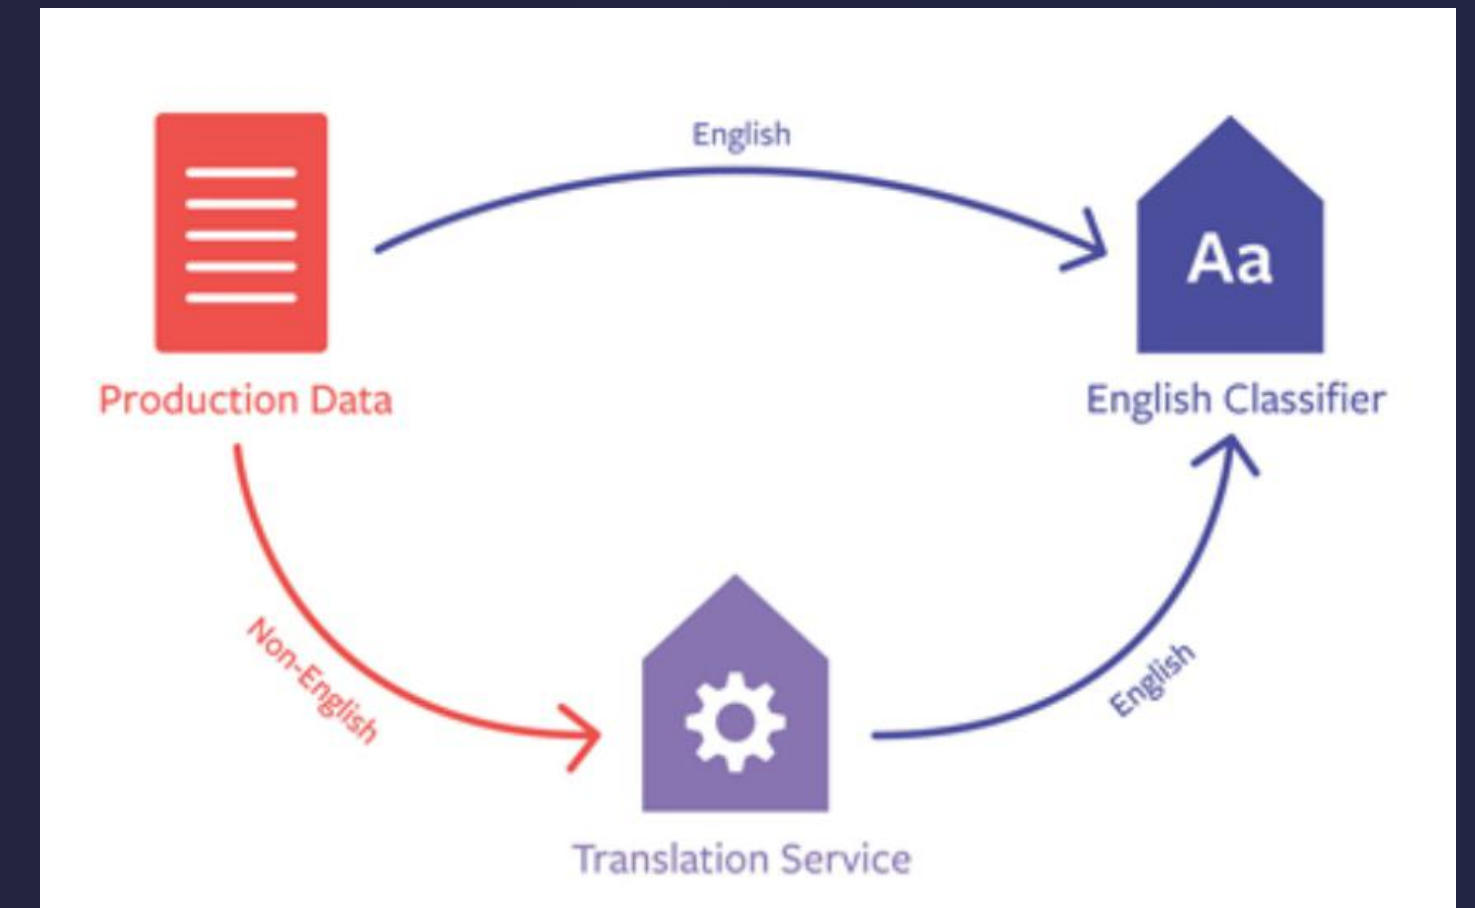 English
Aa
Production Data
English Classifier
Non-English
English
Translation Service